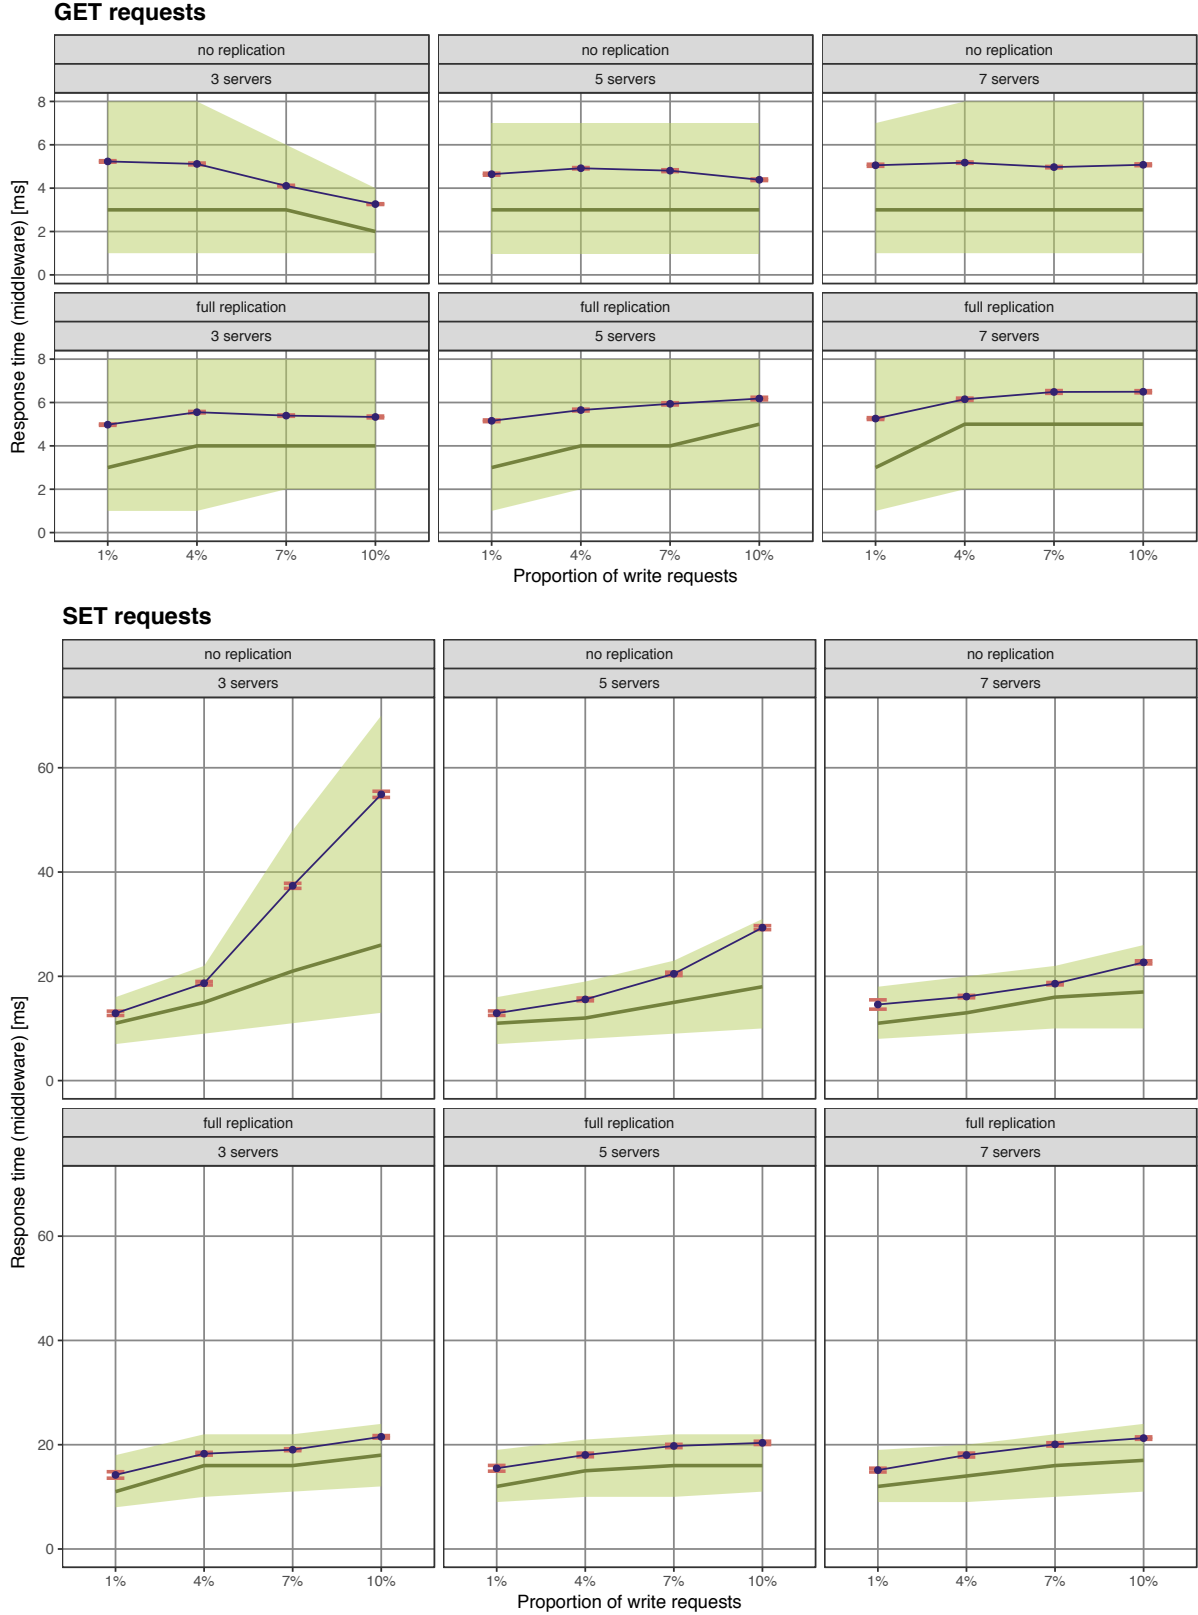 GET requests
no replication
no replication
no replication
3 servers
5 servers
7 servers
8
6
4
2
0
full replication
full replication
full replication
3 servers
5 servers
7 servers
8
6
4
2
0
Response time (middleware) [ms]
1% 4% 7% 10% 1% 4% 7% 10% 1% 4% 7% 10%
Proportion of write requests
SET requests
no replication
no replication
no replication
3 servers
5 servers
7 servers
60
40
20
0
full replication
full replication
full replication
3 servers
5 servers
7 servers
60
40
20
0
Response time (middleware) [ms]
1% 4% 7% 10% 1% 4% 7% 10% 1% 4% 7% 10%
Proportion of write requests